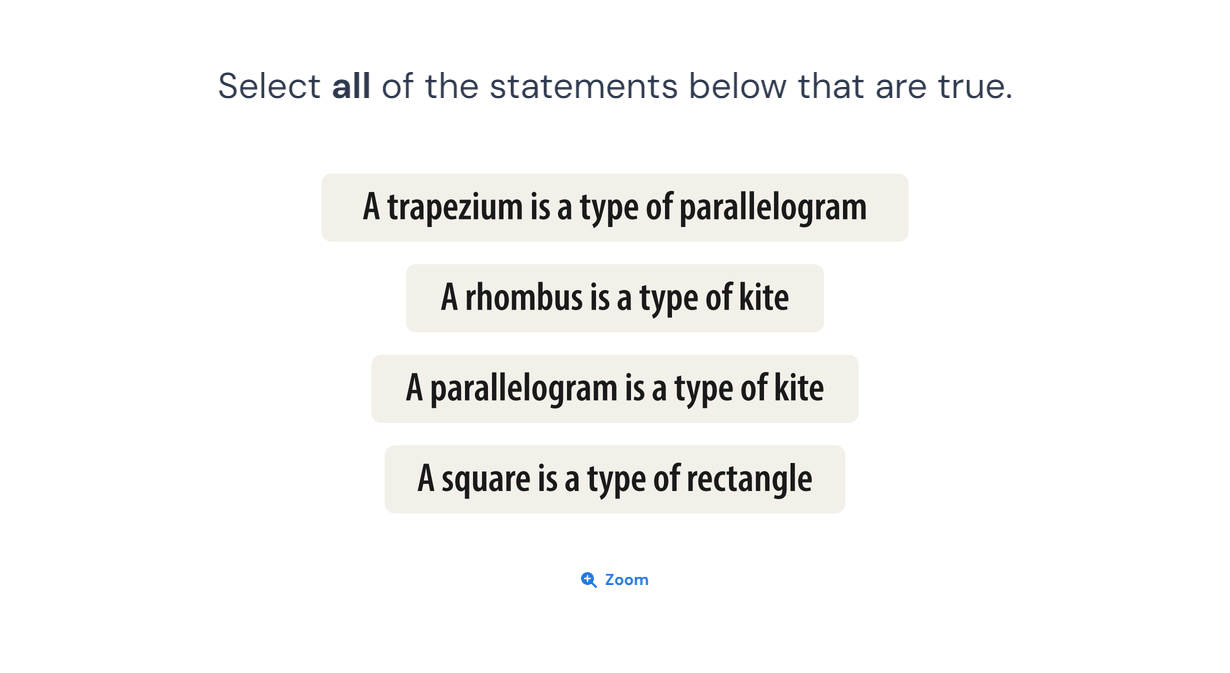 Select all of the statements below that are true.
A trapezium is a type of parallelogram
A rhombus is a type of kite
A parallelogram is a type of kite
A square is a type of rectangle
Zoom